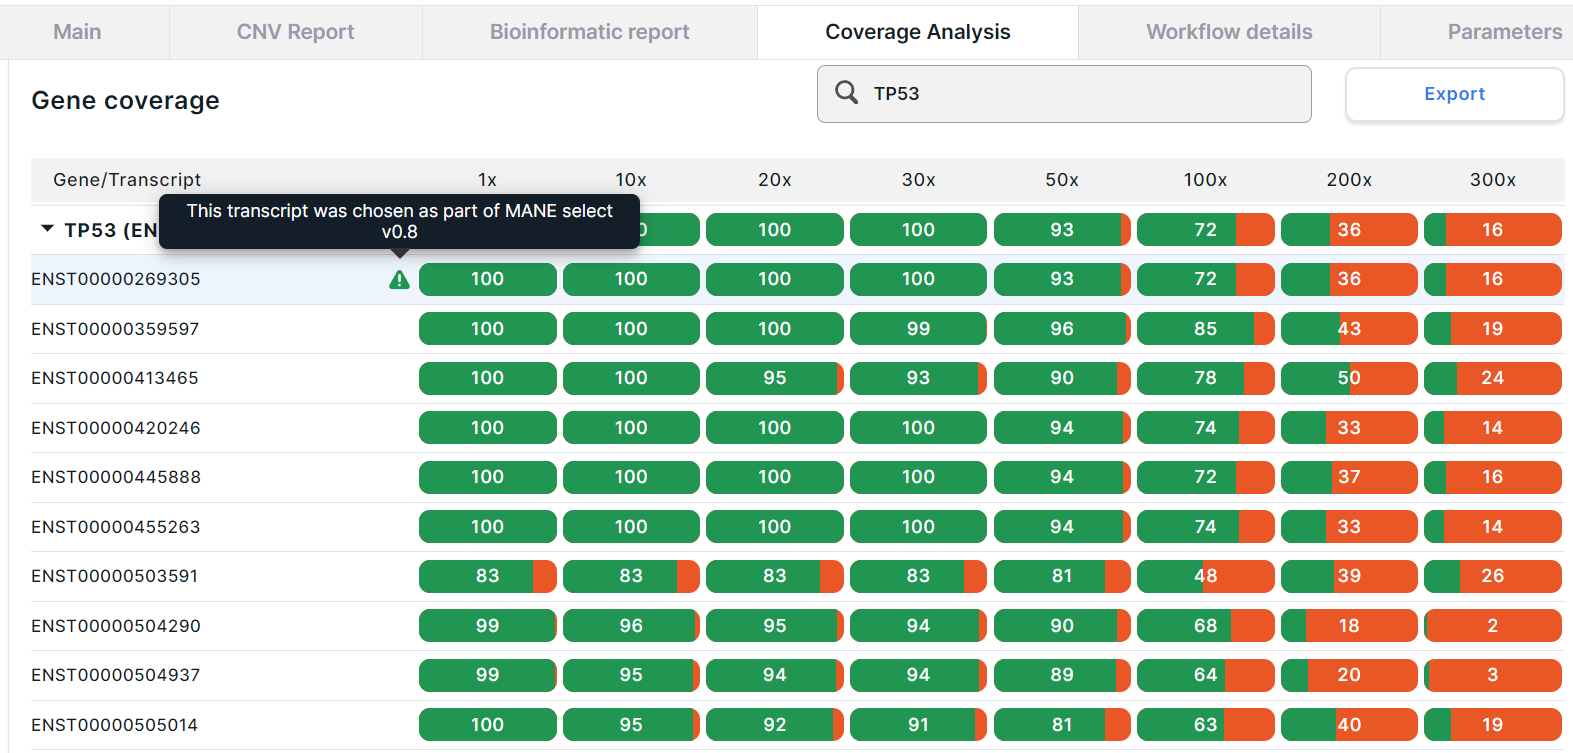 Main CNV Report Bioinformatic report Coverage Analysis Workflow details Parameters
Gene coverage TP53 Export
Gene/Transcript 1x 10x 20x 30x 50x 100x 200x 300x
This transcript was chosen as part of MANE select
v0.8
TP53 (EN 100 100 93 72 36 16
ENST00000269305 100 100 100 100 93 72 36 16
ENST00000359597 100 100 100 99 96 85 43 19
ENST00000413465 100 100 95 93 90 78 50 24
ENST00000420246 100 100 100 100 94 74 33 14
ENST00000445888 100 100 100 100 94 72 37 16
ENST00000455263 100 100 100 100 94 74 33 14
ENST00000503591 83 83 83 83 81 48 39 26
ENST00000504290 99 96 95 94 90 68 18 2
ENST00000504937 99 95 94 94 89 64 20 3
ENST00000505014 100 95 92 91 81 63 40 19